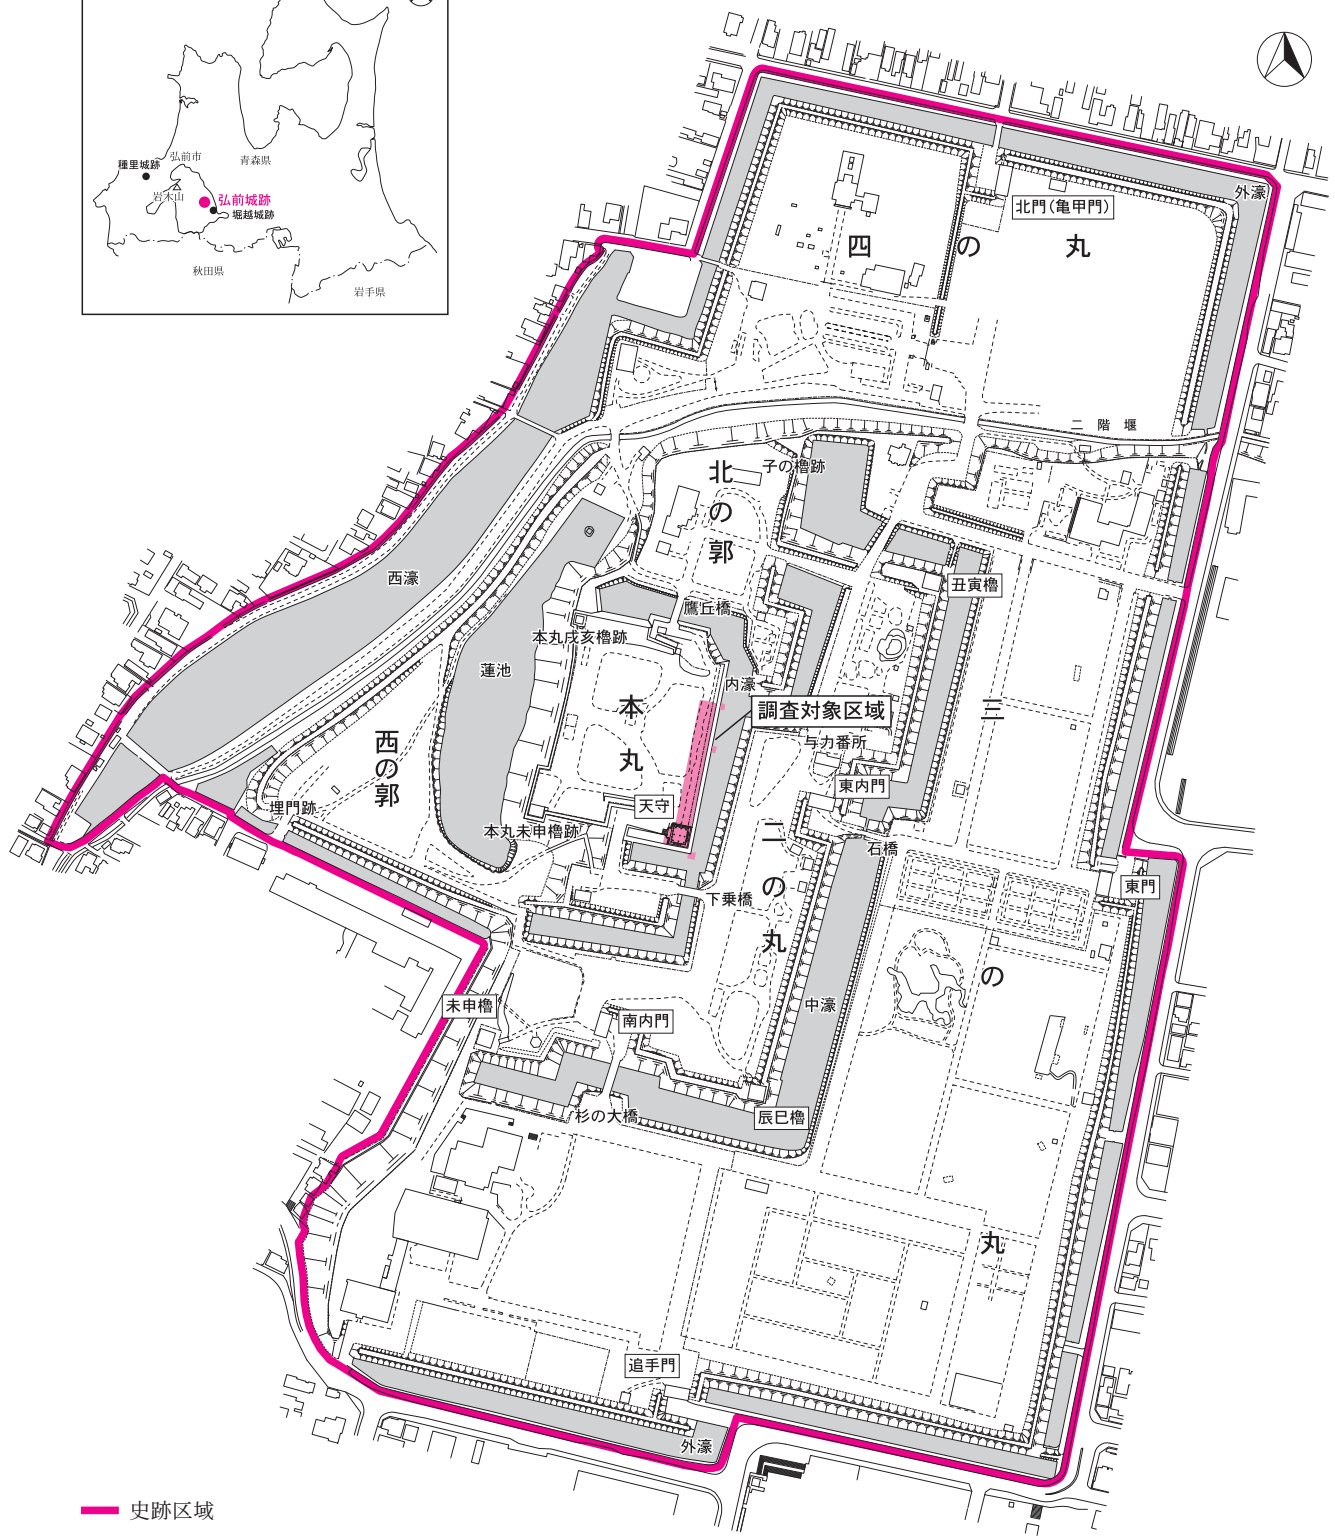 種里城跡
弘前市
青森県
岩木山
弘前城跡
堀越城跡
秋田県
岩手県
外濠
北門(亀甲門)
四の丸
二階堰
子の櫓跡
北の郭
西濠
丑寅櫓
鷹丘橋
本丸戌亥櫓跡
蓮池
内濠
本丸
調査対象区域
三の丸
与力番所
西の郭
東内門
天守
埋門跡
本丸未申櫓跡
二の丸
石橋
東門
下乗橋
未申櫓
中濠
南内門
杉の大橋
辰巳櫓
追手門
外濠
史跡区域